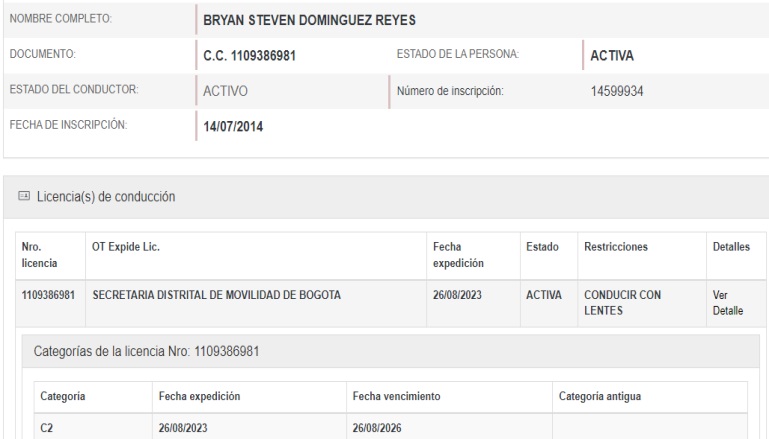 NOMBRE COMPLETO: BRYAN STEVEN DOMINGUEZ REYES
DOCUMENTO: C.C. 1109386981 ESTADO DE LA PERSONA: ACTIVA
ESTADO DEL CONDUCTOR: ACTIVO Número de inscripción: 14599934
FECHA DE INSCRIPCIÓN: 14/07/2014
Licencia(s) de conducción
Nro. licencia OT Expide Lic. Fecha expedición Estado Restricciones Detalles
1109386981 SECRETARIA DISTRITAL DE MOVILIDAD DE BOGOTA 26/08/2023 ACTIVA CONDUCIR CON LENTES Ver Detalle
Categorías de la licencia Nro: 1109386981
Categoría Fecha expedición Fecha vencimiento Categoría antigua
C2 26/08/2023 26/08/2026